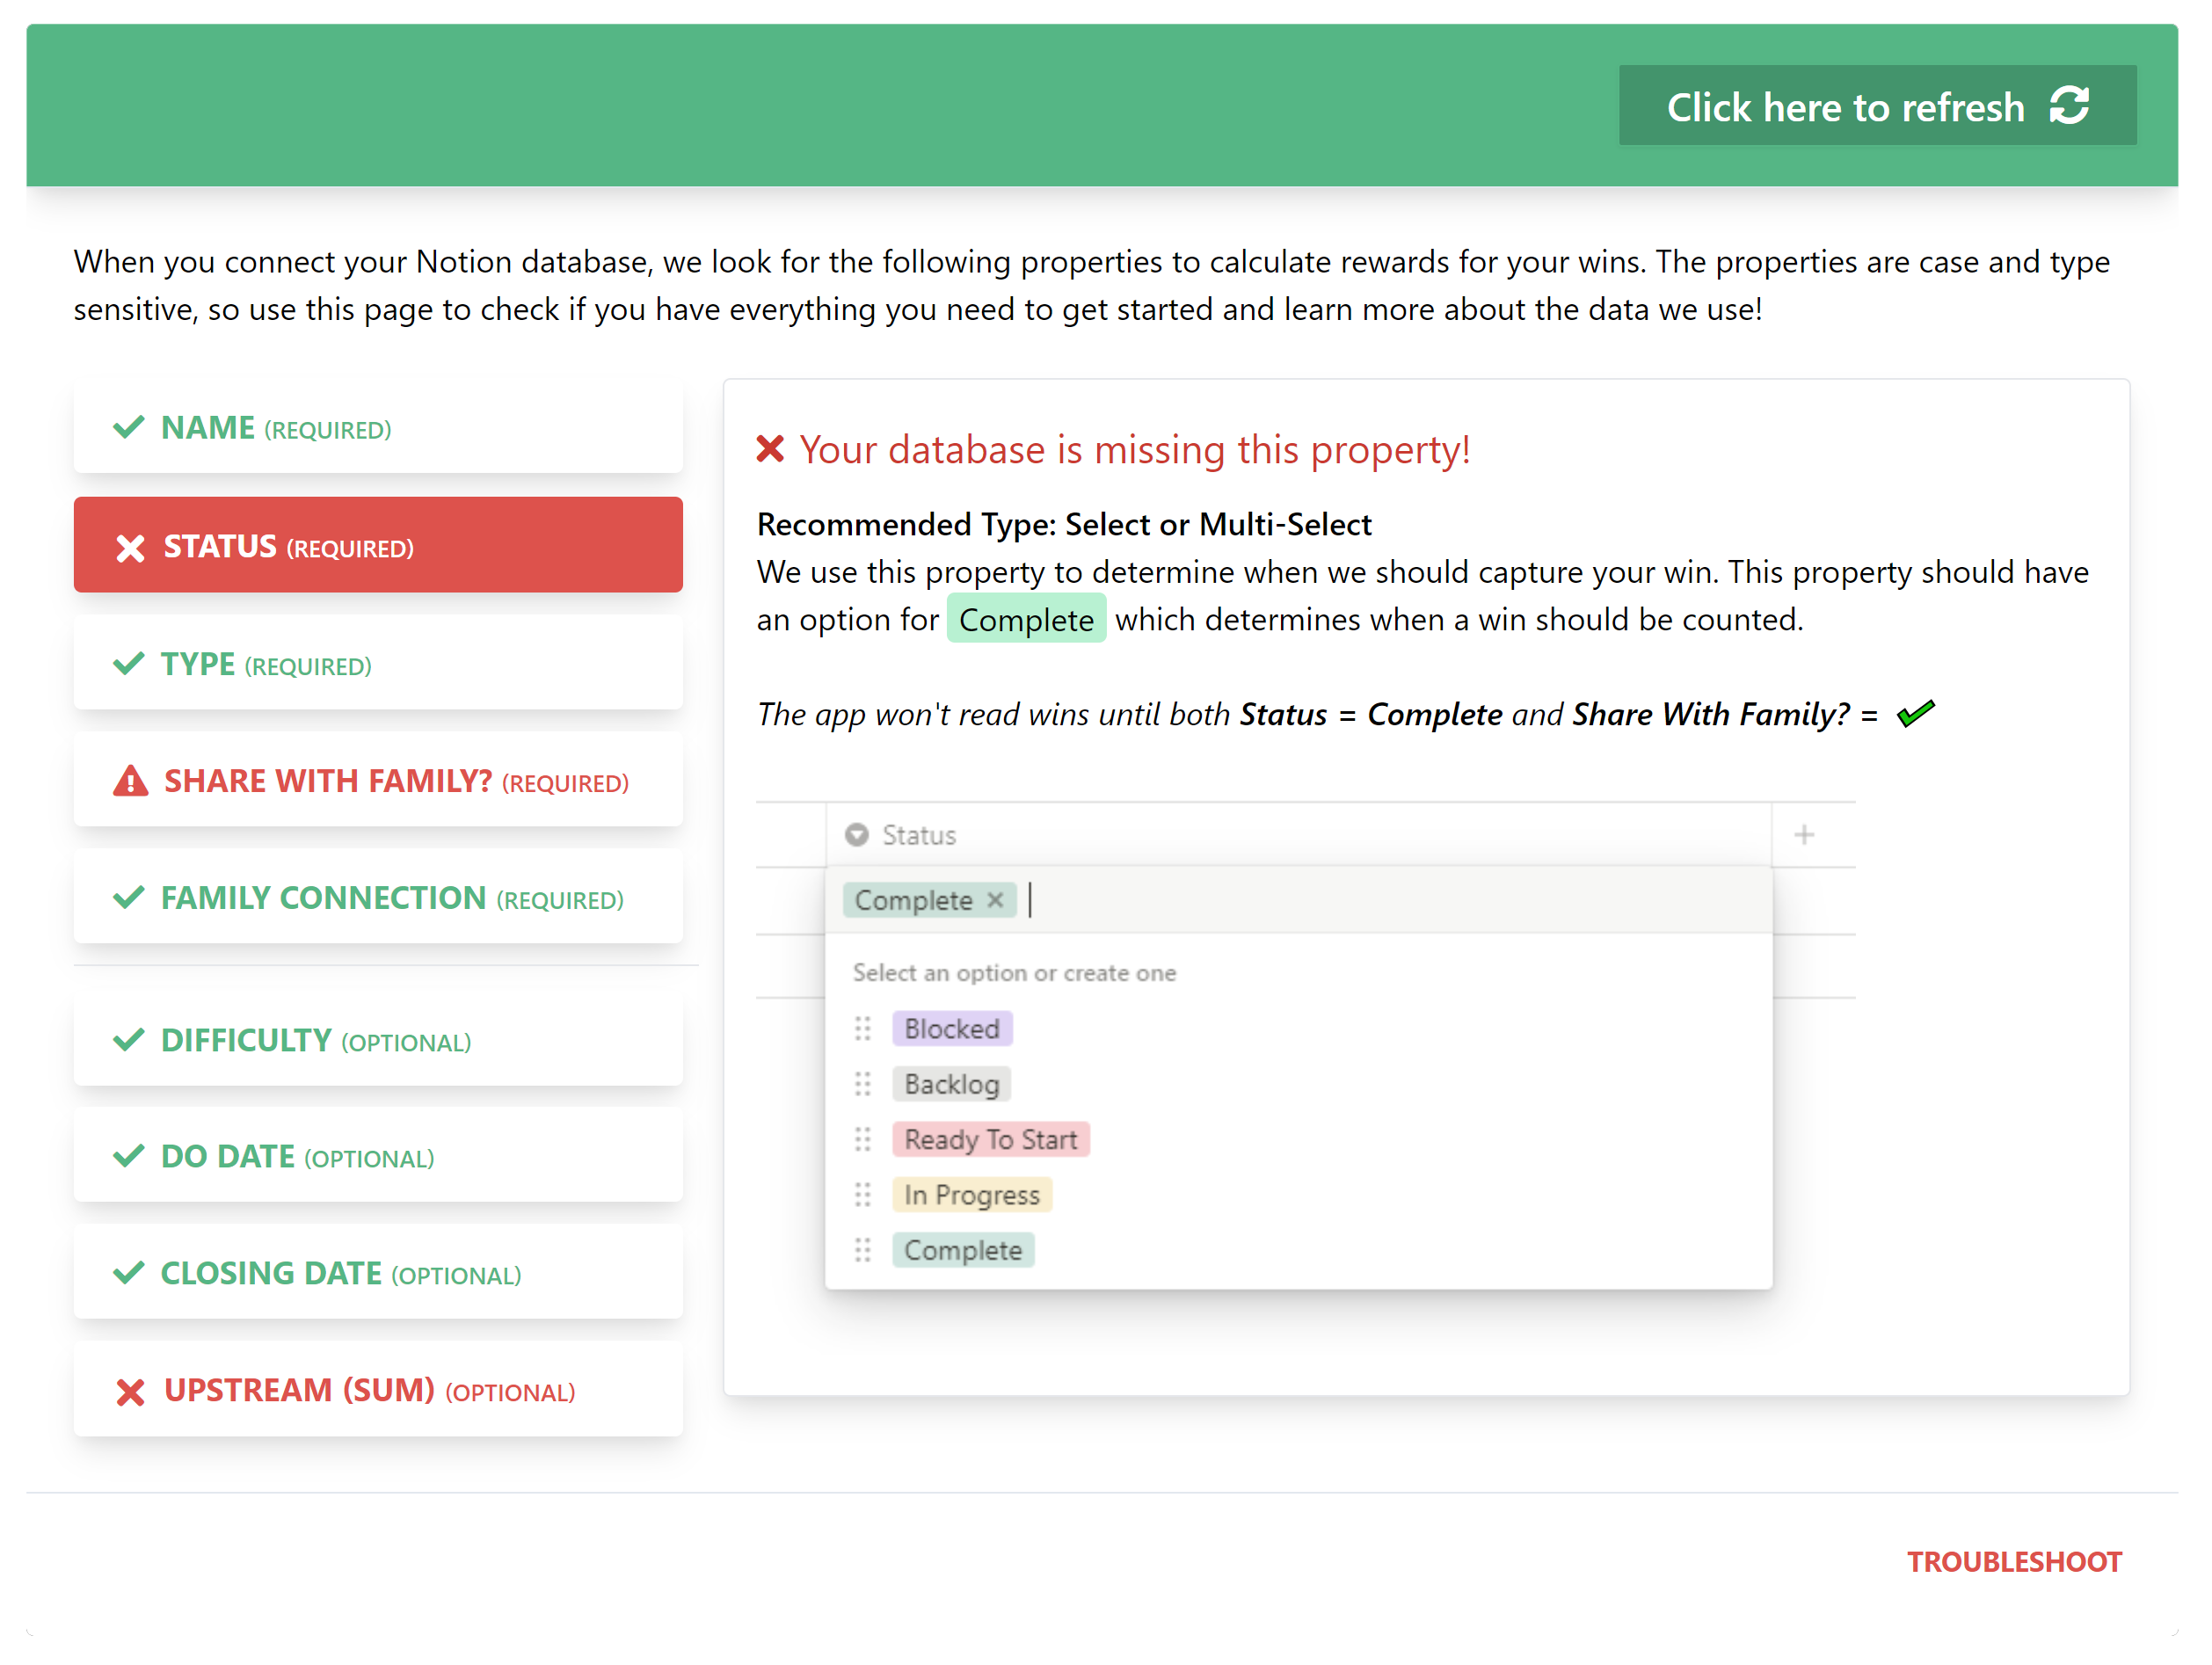 Click here to refresh
When you connect your Notion database, we look for the following properties to calculate rewards for your wins. The properties are case and type
sensitive, so use this page to check if you have everything you need to get started and learn more about the data we use!
NAME (REQUIRED)
STATUS (REQUIRED)
TYPE (REQUIRED)
SHARE WITH FAMILY? (REQUIRED)
FAMILY CONNECTION (REQUIRED)
DIFFICULTY (OPTIONAL)
DO DATE (OPTIONAL)
CLOSING DATE (OPTIONAL)
UPSTREAM (SUM) (OPTIONAL)
Your database is missing this property!
Recommended Type: Select or Multi-Select
We use this property to determine when we should capture your win. This property should have
an option for Complete which determines when a win should be counted.
The app won't read wins until both Status = Complete and Share With Family? = ✔
Status
Complete ×
Select an option or create one
Blocked
Backlog
Ready To Start
In Progress
Complete
TROUBLESHOOT